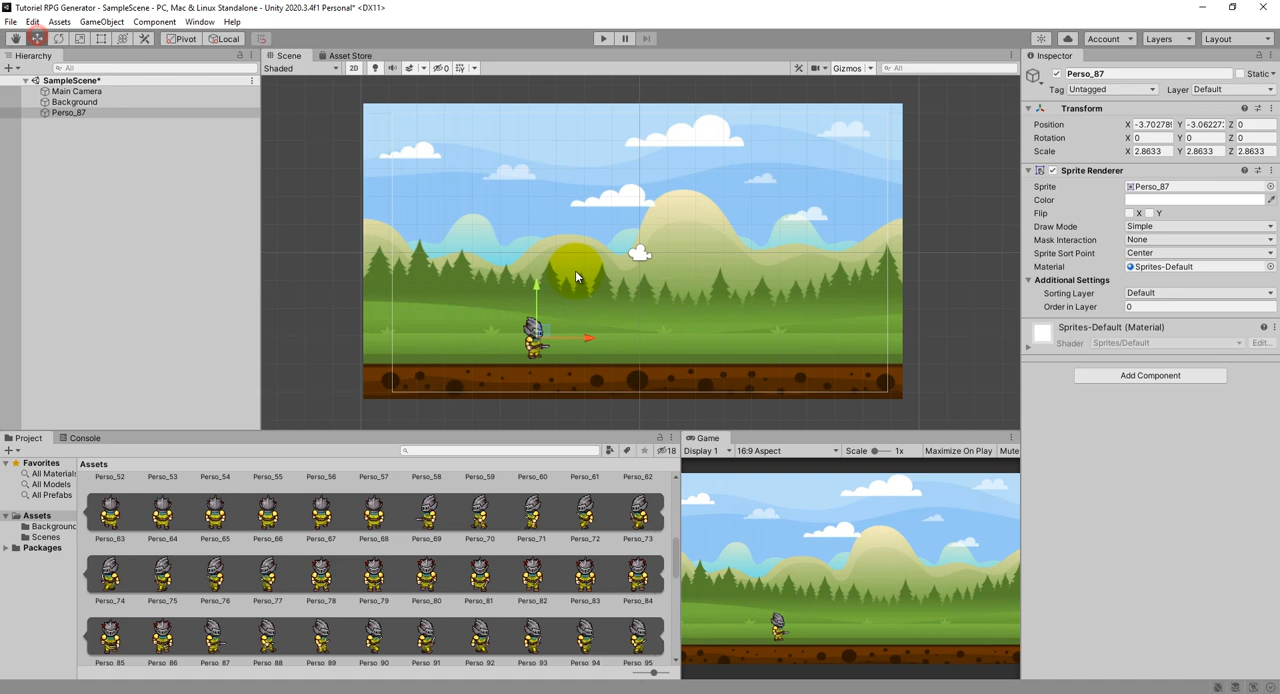 Tutoriel RPG Generator - SampleScene - PC, Mac & Linux Standalone - Unity 2020.3.4f1 Personal* <DX11>
File Edit Assets GameObject Component Window Help
Pivot Local Account Layers Layout
Hierarchy
All
SampleScene*
Main Camera
Background
Perso_87
Scene Asset Store
Shaded 2D 0 Gizmos All
Inspector
Perso_87 Static
Tag Untagged Layer Default
Transform
Position X -3.70278 Y -3.06227 Z 0
Rotation X 0 Y 0 Z 0
Scale X 2.8633 Y 2.8633 Z 2.8633
Sprite Renderer
Sprite Perso_87
Color
Flip X Y
Draw Mode Simple
Mask Interaction None
Sprite Sort Point Center
Material Sprites-Default
Additional Settings
Sorting Layer Default
Order in Layer 0
Sprites-Default (Material)
Shader Sprites/Default Edit...
Add Component
Project Console
18
Favorites
All Materials
All Models
All Prefabs
Assets
Background
Scenes
Packages
Assets
Perso_52 Perso_53 Perso_54 Perso_55 Perso_56 Perso_57 Perso_58 Perso_59 Perso_60 Perso_61 Perso_62
Perso_63 Perso_64 Perso_65 Perso_66 Perso_67 Perso_68 Perso_69 Perso_70 Perso_71 Perso_72 Perso_73
Perso_74 Perso_75 Perso_76 Perso_77 Perso_78 Perso_79 Perso_80 Perso_81 Perso_82 Perso_83 Perso_84
Perso_85 Perso_86 Perso_87 Perso_88 Perso_89 Perso_90 Perso_91 Perso_92 Perso_93 Perso_94 Perso_95
Game
Display 1 16:9 Aspect Scale 1x Maximize On Play Mute